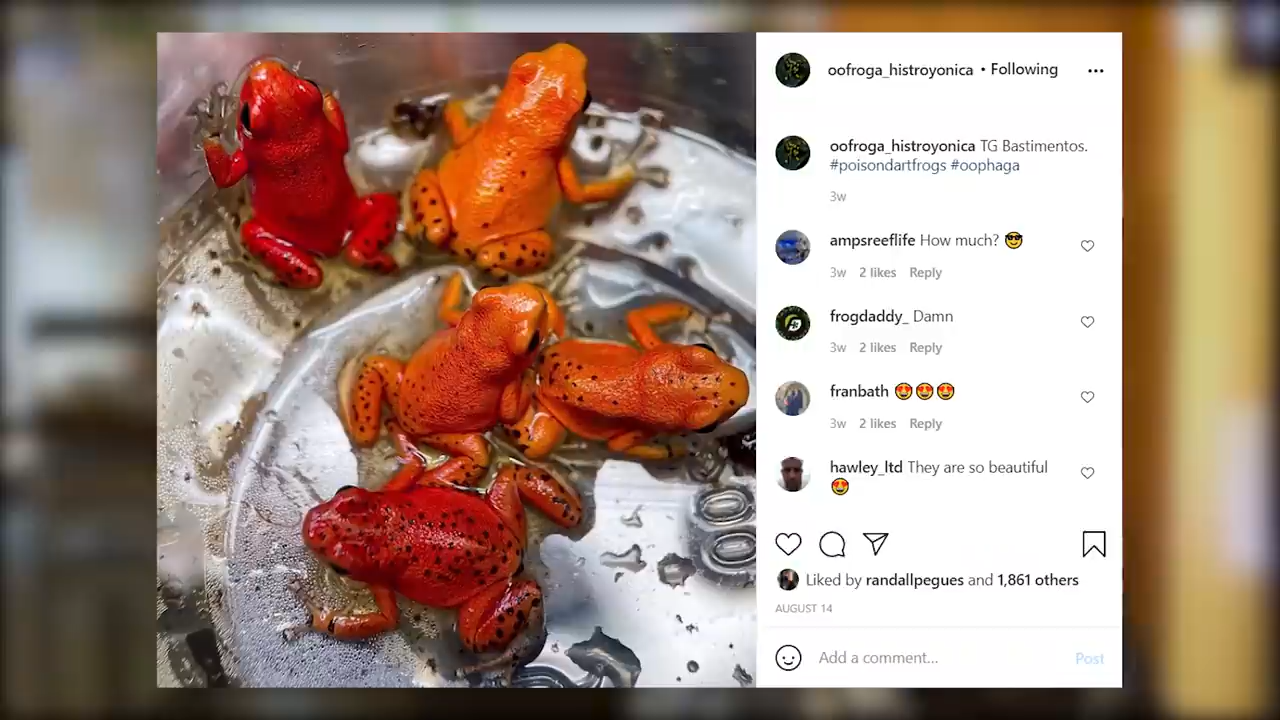 oofroga_histroyonica • Following
oofroga_histroyonica TG Bastimentos.
#poisondartfrogs #oophaga
3w
ampsreeflife How much? 😎
3w 2 likes Reply
frogdaddy_ Damn
3w 2 likes Reply
franbath 😍😍😍
3w 2 likes Reply
hawley_ltd They are so beautiful
😍
Liked by randallpegues and 1,861 others
AUGUST 14
Add a comment...
Post